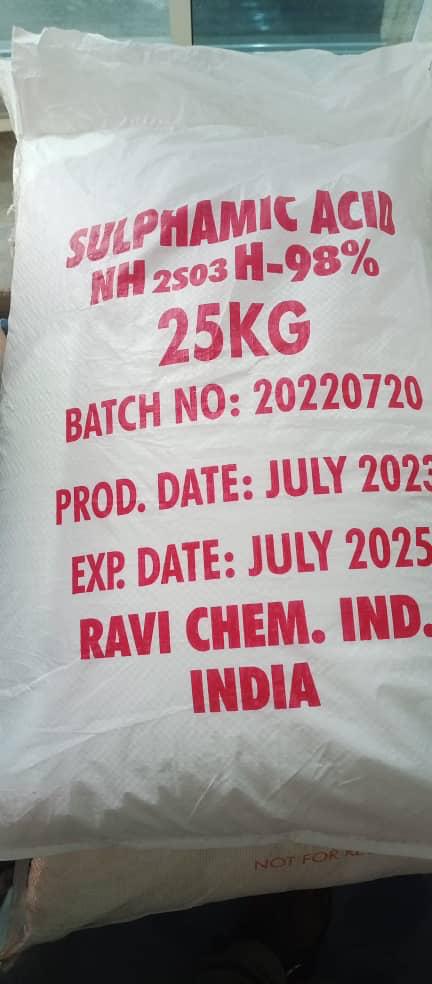 SULPHAMIC ACID
NH 2SO3 H-98%
25KG
BATCH NO: 20220720
PROD. DATE: JULY 2023
EXP. DATE: JULY 2025
RAVI CHEM. IND.
INDIA
NOT FOR